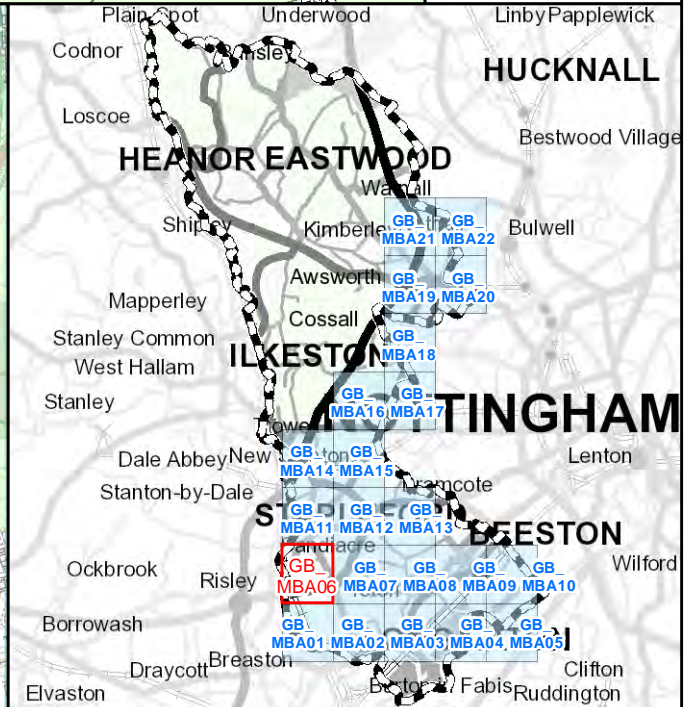 Plain Spot
Underwood
Linby Papplewick
Codnor
HUCKNALL
Loscoe
Bestwood Village
HEANOR EASTWOOD
Shipley
Kimberley
GB_
MBA21
GB_
MBA22
Bulwell
Awsworth
GB_
MBA19
GB_
MBA20
Mapperley
Cossall
Stanley Common
GB_
MBA18
West Hallam
ILKESTON
Stanley
GB_
MBA16
GB_
MBA17
TTINGHAM
Dale Abbey
New
GB_
MBA14
GB_
MBA15
Lenton
Stanton-by-Dale
GB_
MBA11
GB_
MBA12
GB_
MBA13
BEESTON
Ockbrook
Risley
GB_
MBA06
GB_
MBA07
GB_
MBA08
GB_
MBA09
GB_
MBA10
Wilford
Borrowash
GB_
MBA01
GB_
MBA02
GB_
MBA03
GB_
MBA04
GB_
MBA05
Draycott
Breaston
Clifton
Elvaston
Fabis
Ruddington